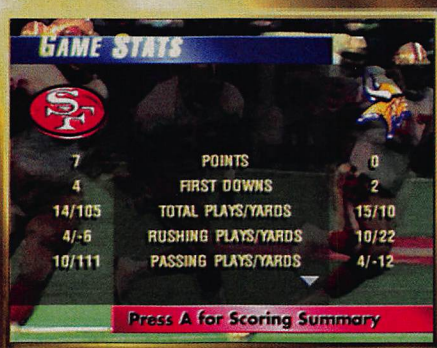 GAME STATS
SF
7 POINTS 0
4 FIRST DOWNS 2
14/105 TOTAL PLAYS/YARDS 15/10
4/-6 RUSHING PLAYS/YARDS 10/22
10/111 PASSING PLAYS/YARDS 4/-12
Press A for Scoring Summary